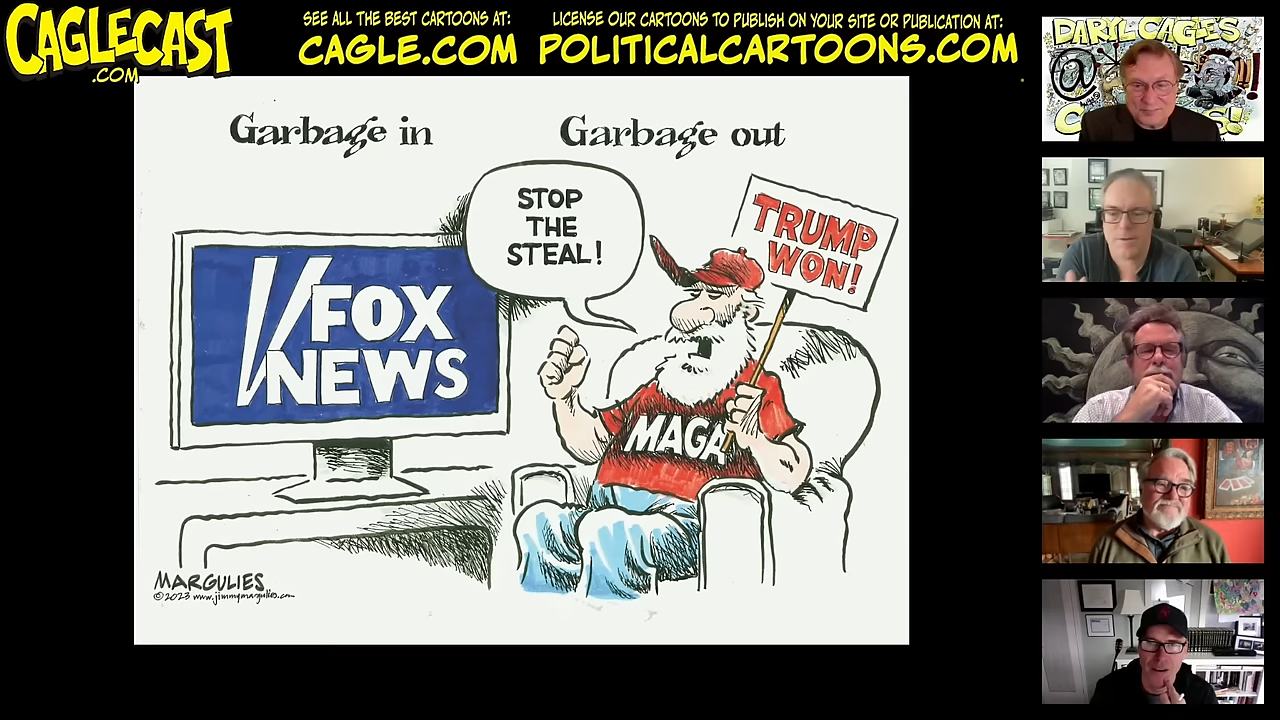 CAGLECAST
.COM
SEE ALL THE BEST CARTOONS AT:
CAGLE.COM
LICENSE OUR CARTOONS TO PUBLISH ON YOUR SITE OR PUBLICATION AT:
POLITICALCARTOONS.COM
Garbage in
Garbage out
STOP
THE
STEAL!
TRUMP
WON!
FOX
NEWS
MAGA
MARGULIES
©2023 www.jimmymargulies.com
DARYL CAGLE'S